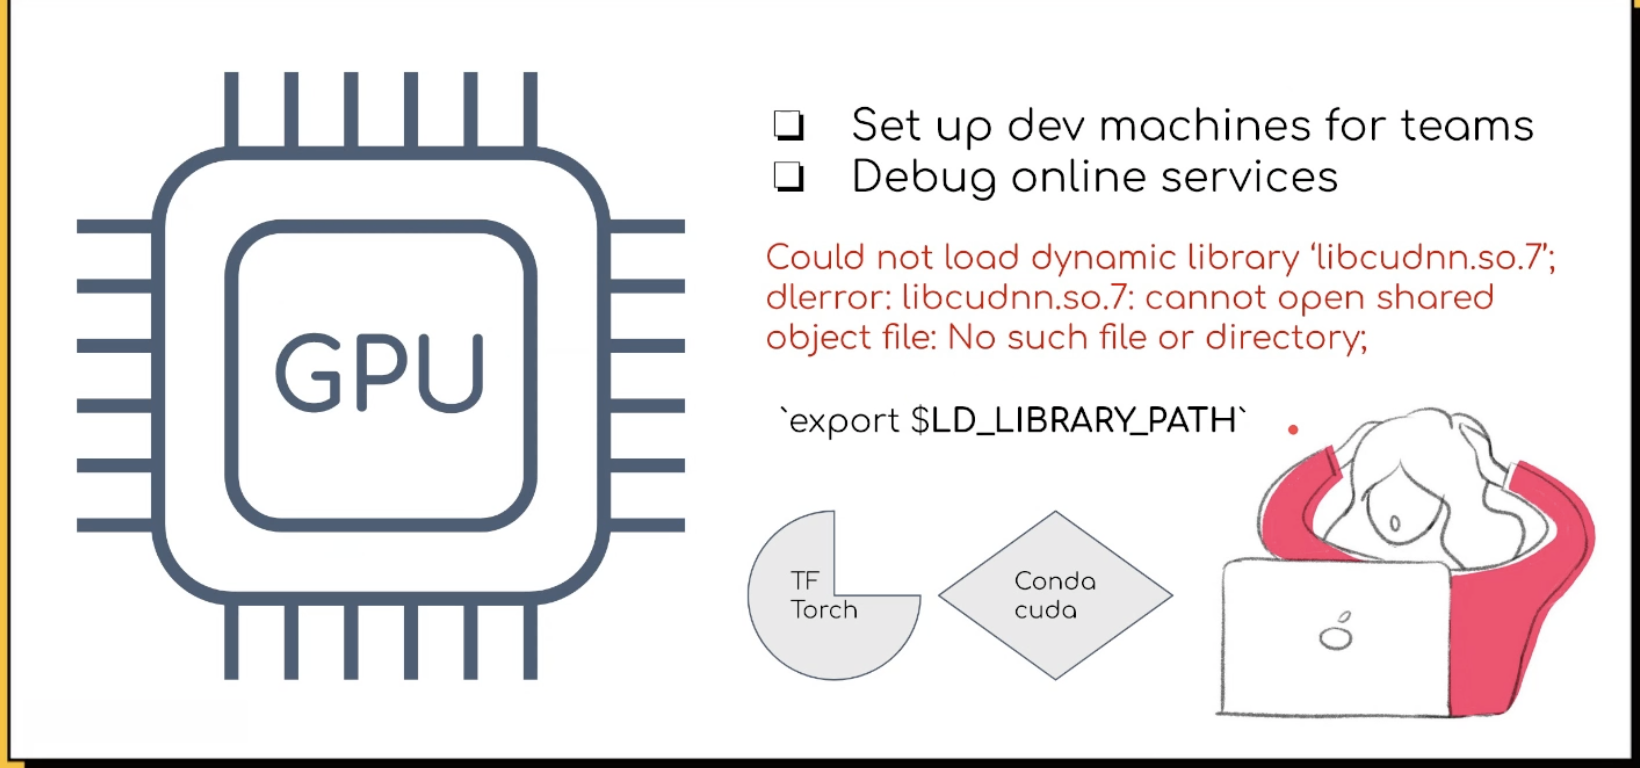 GPU
Set up dev machines for teams
Debug online services
Could not load dynamic library ‘libcudnn.so.7’;
dlerror: libcudnn.so.7: cannot open shared
object file: No such file or directory;
`export $LD_LIBRARY_PATH`
TF
Torch
Conda
cuda